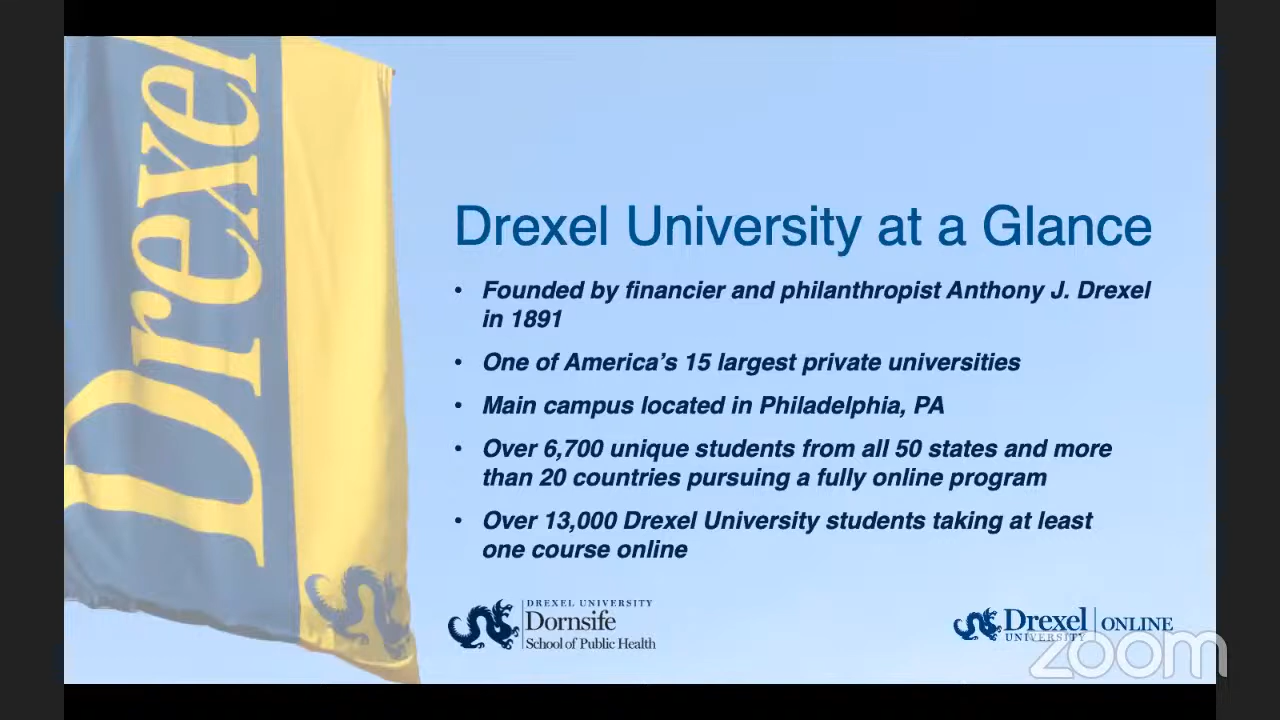 Drexel
Drexel University at a Glance
• Founded by financier and philanthropist Anthony J. Drexel
in 1891
• One of America's 15 largest private universities
• Main campus located in Philadelphia, PA
• Over 6,700 unique students from all 50 states and more
than 20 countries pursuing a fully online program
• Over 13,000 Drexel University students taking at least
one course online
DREXEL UNIVERSITY
Dornsife
School of Public Health
Drexel ONLINE
UNIVERSITY
zoom